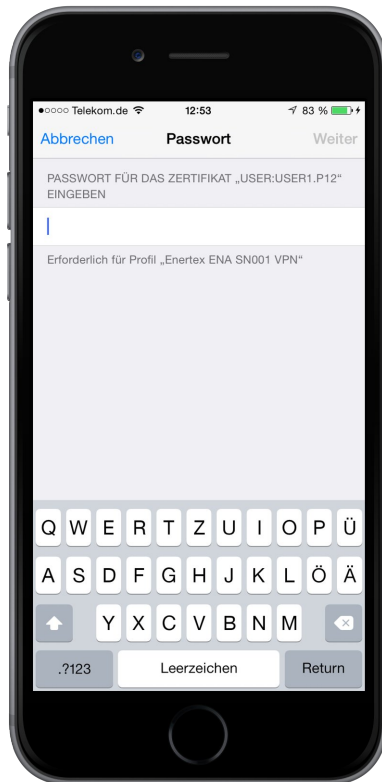 Telekom.de 12:53 83 %
Abbrechen Passwort Weiter
PASSWORT FÜR DAS ZERTIFIKAT „USER:USER1.P12“
EINGEBEN
Erforderlich für Profil „Enertex ENA SN001 VPN“
Q W E R T Z U I O P Ü
A S D F G H J K L Ö Ä
Y X C V B N M
.?123 Leerzeichen Return